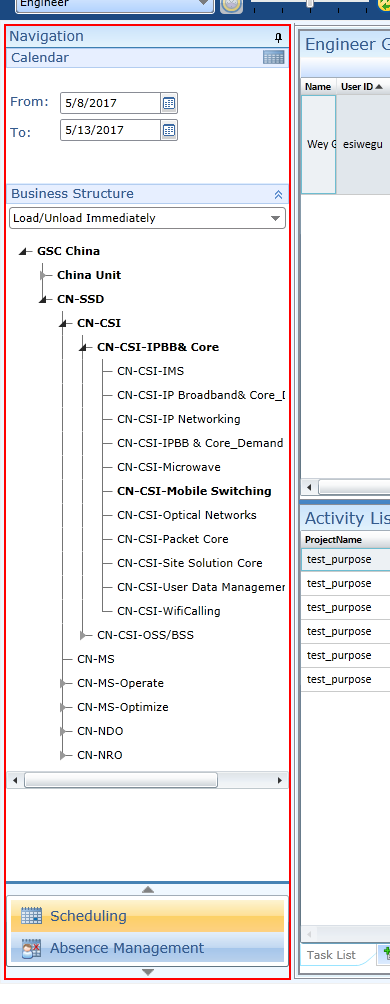 Engineer
Navigation
Calendar
From: 5/8/2017
To: 5/13/2017
Business Structure
Load/Unload Immediately
GSC China
China Unit
CN-SSD
CN-CSI
CN-CSI-IPBB& Core
CN-CSI-IMS
CN-CSI-IP Broadband& Core_D
CN-CSI-IP Networking
CN-CSI-IPBB & Core_Demand
CN-CSI-Microwave
CN-CSI-Mobile Switching
CN-CSI-Optical Networks
CN-CSI-Packet Core
CN-CSI-Site Solution Core
CN-CSI-User Data Managemer
CN-CSI-WifiCalling
CN-CSI-OSS/BSS
CN-MS
CN-MS-Operate
CN-MS-Optimize
CN-NDO
CN-NRO
Scheduling
Absence Management
Engineer G
Name User ID
Wey G esiwegu
Activity Lis
ProjectName
test_purpose
test_purpose
test_purpose
test_purpose
test_purpose
test_purpose
Task List